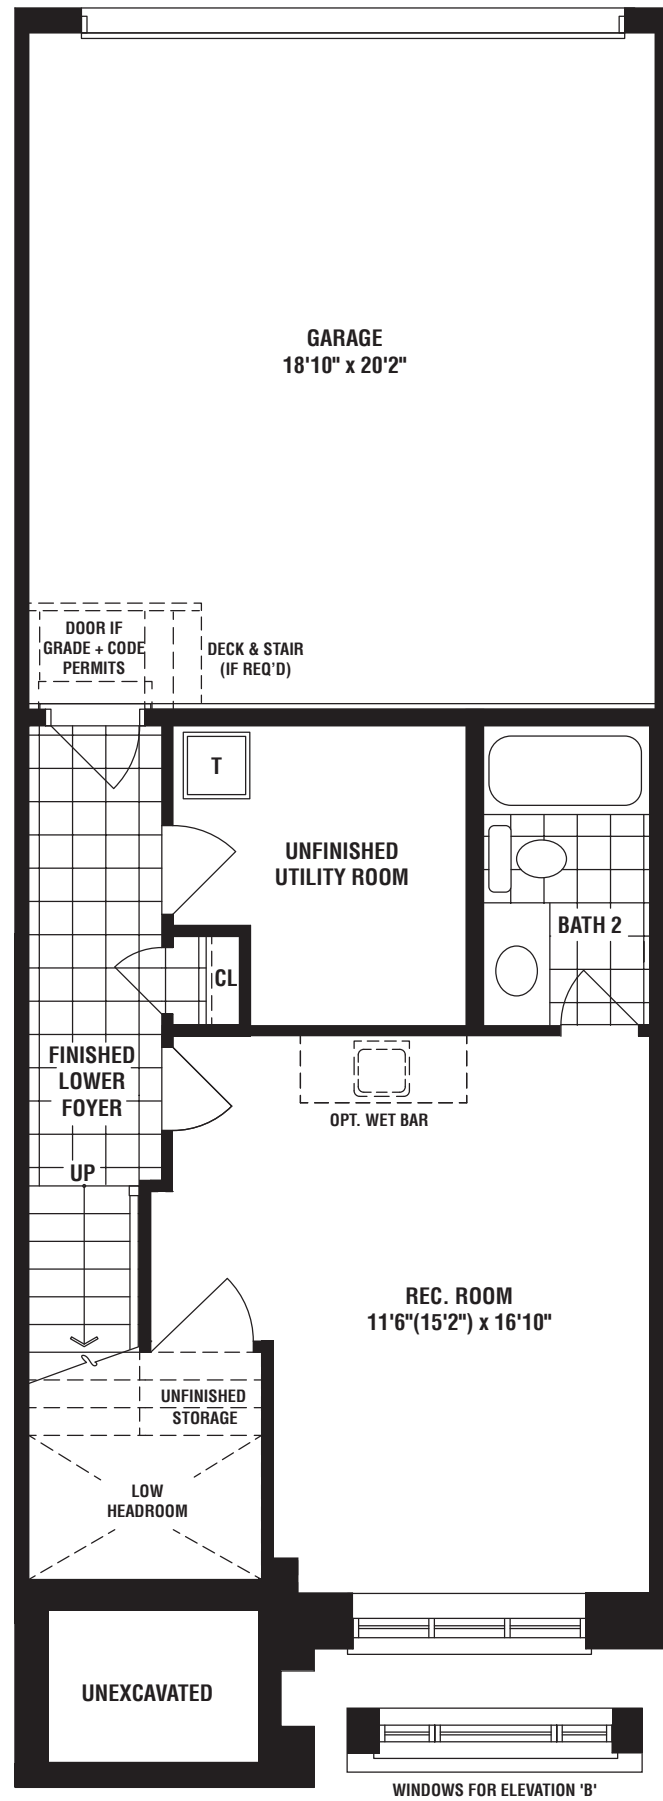 GARAGE
18'10" x 20'2"
DOOR IF
GRADE + CODE
PERMITS
DECK & STAIR
(IF REQ'D)
T
UNFINISHED
UTILITY ROOM
BATH 2
CL
FINISHED
LOWER
FOYER
OPT. WET BAR
UP
REC. ROOM
11'6"(15'2") x 16'10"
UNFINISHED
STORAGE
LOW
HEADROOM
UNEXCAVATED
WINDOWS FOR ELEVATION 'B'